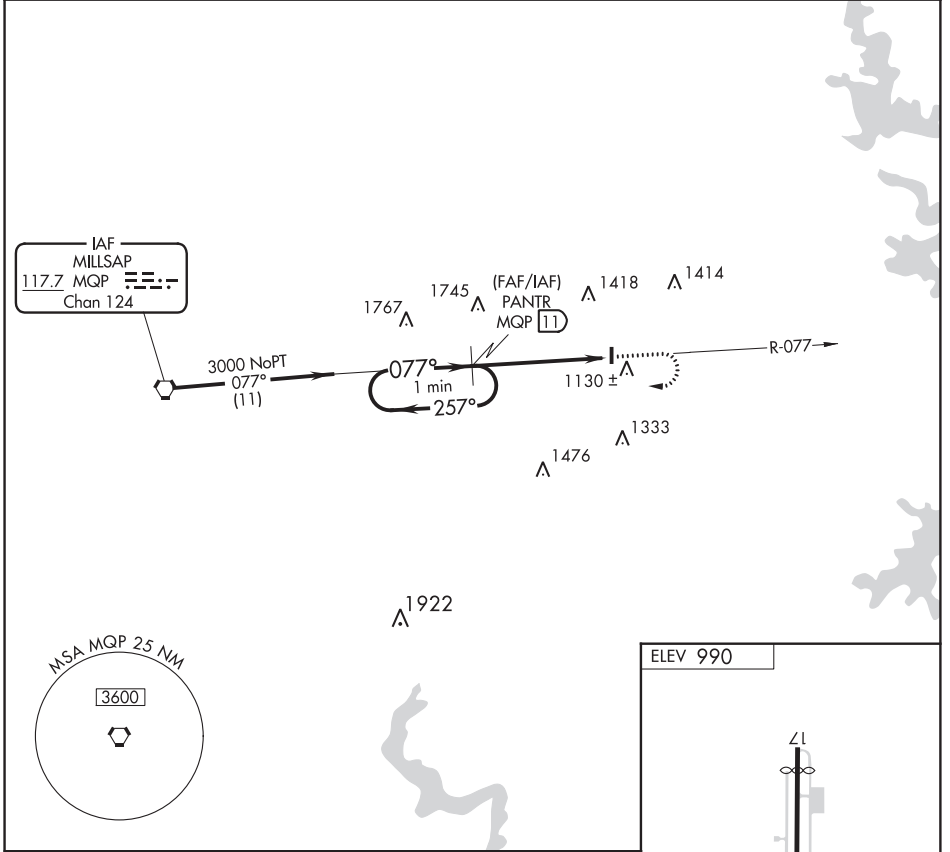 IAF
MILLSAP
117.7 MQP
Chan 124
3000 NoPT
077°
(11)
1767
1745
(FAF/IAF)
PANTR
MQP 11
1418
1414
077°
1 min
257°
1130 ±
R-077
1333
1476
1922
MSA MQP 25 NM
3600
ELEV 990
17